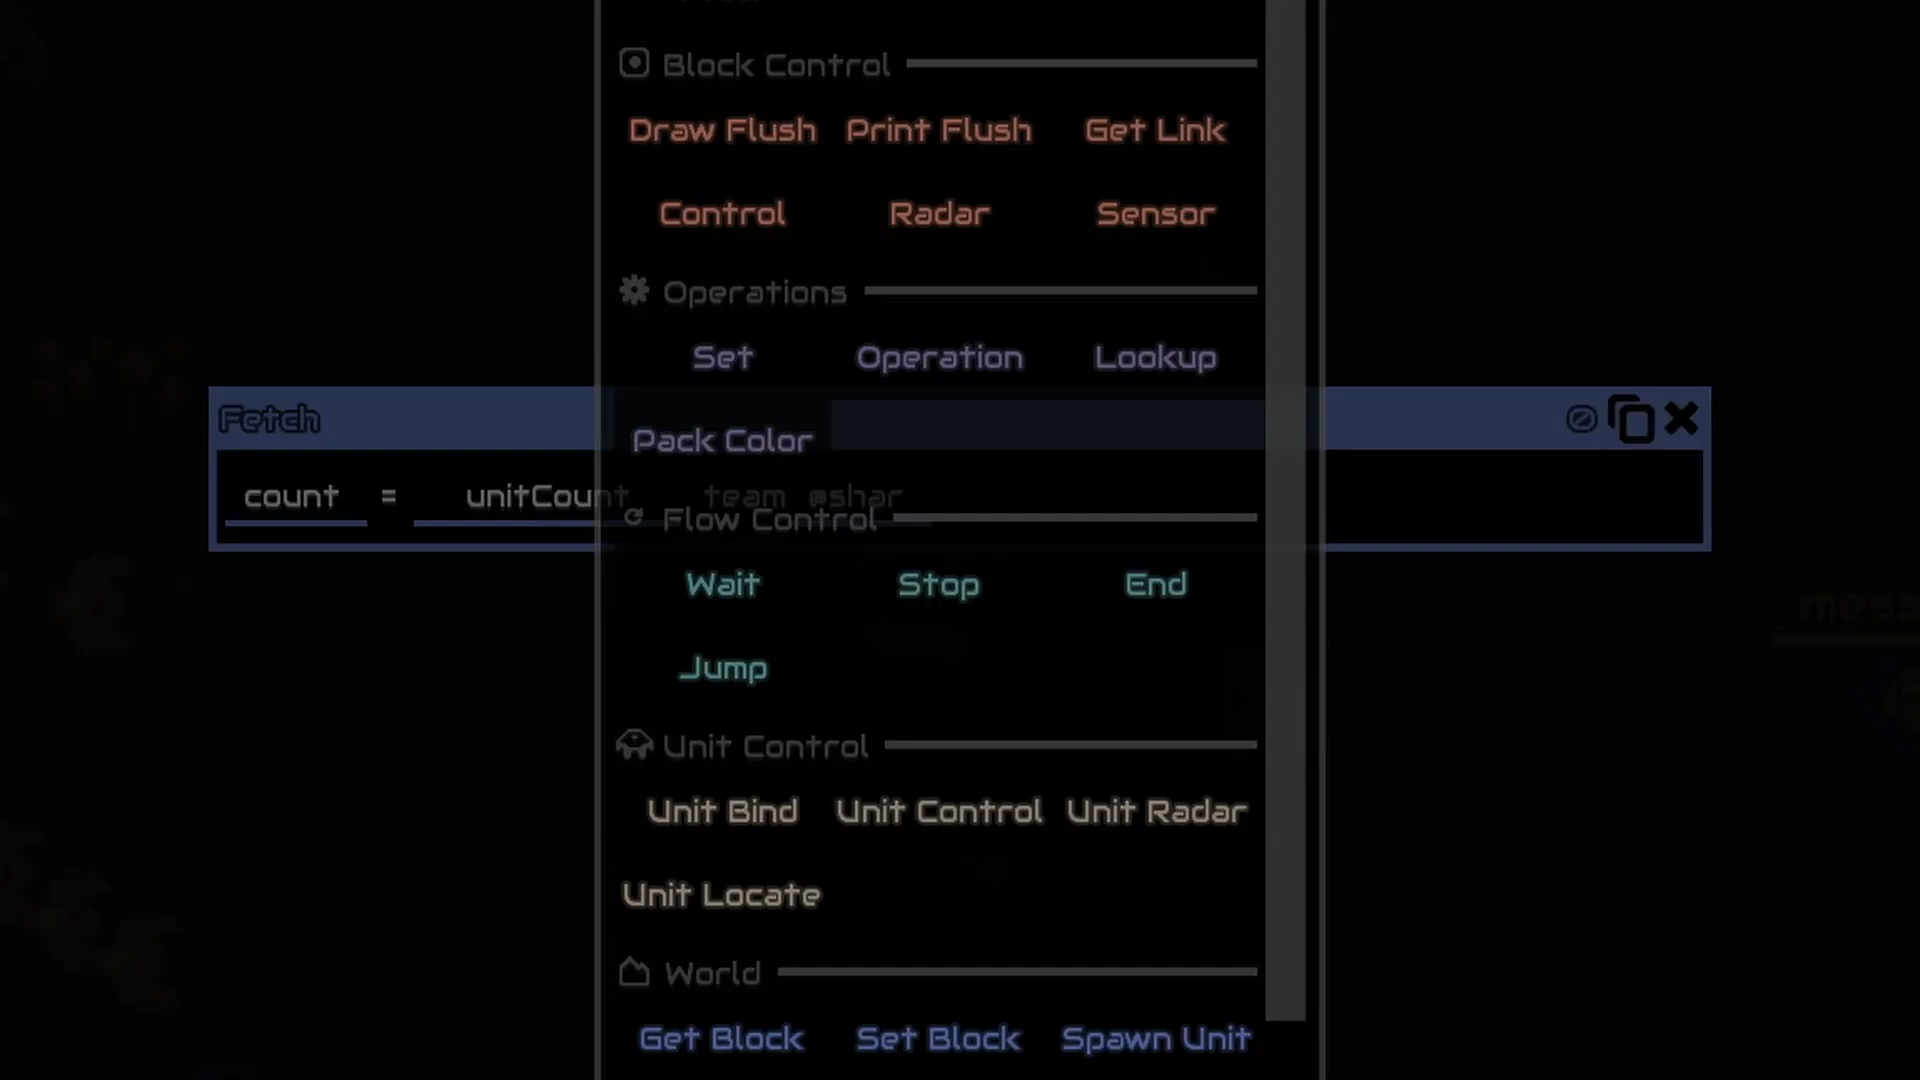 Block Control
Draw Flush Print Flush Get Link
Control Radar Sensor
Operations
Set Operation Lookup
Fetch
Pack Color
count = unitCount team @shar
Flow Control
Wait Stop End
Jump
Unit Control
Unit Bind Unit Control Unit Radar
Unit Locate
World
Get Block Set Block Spawn Unit